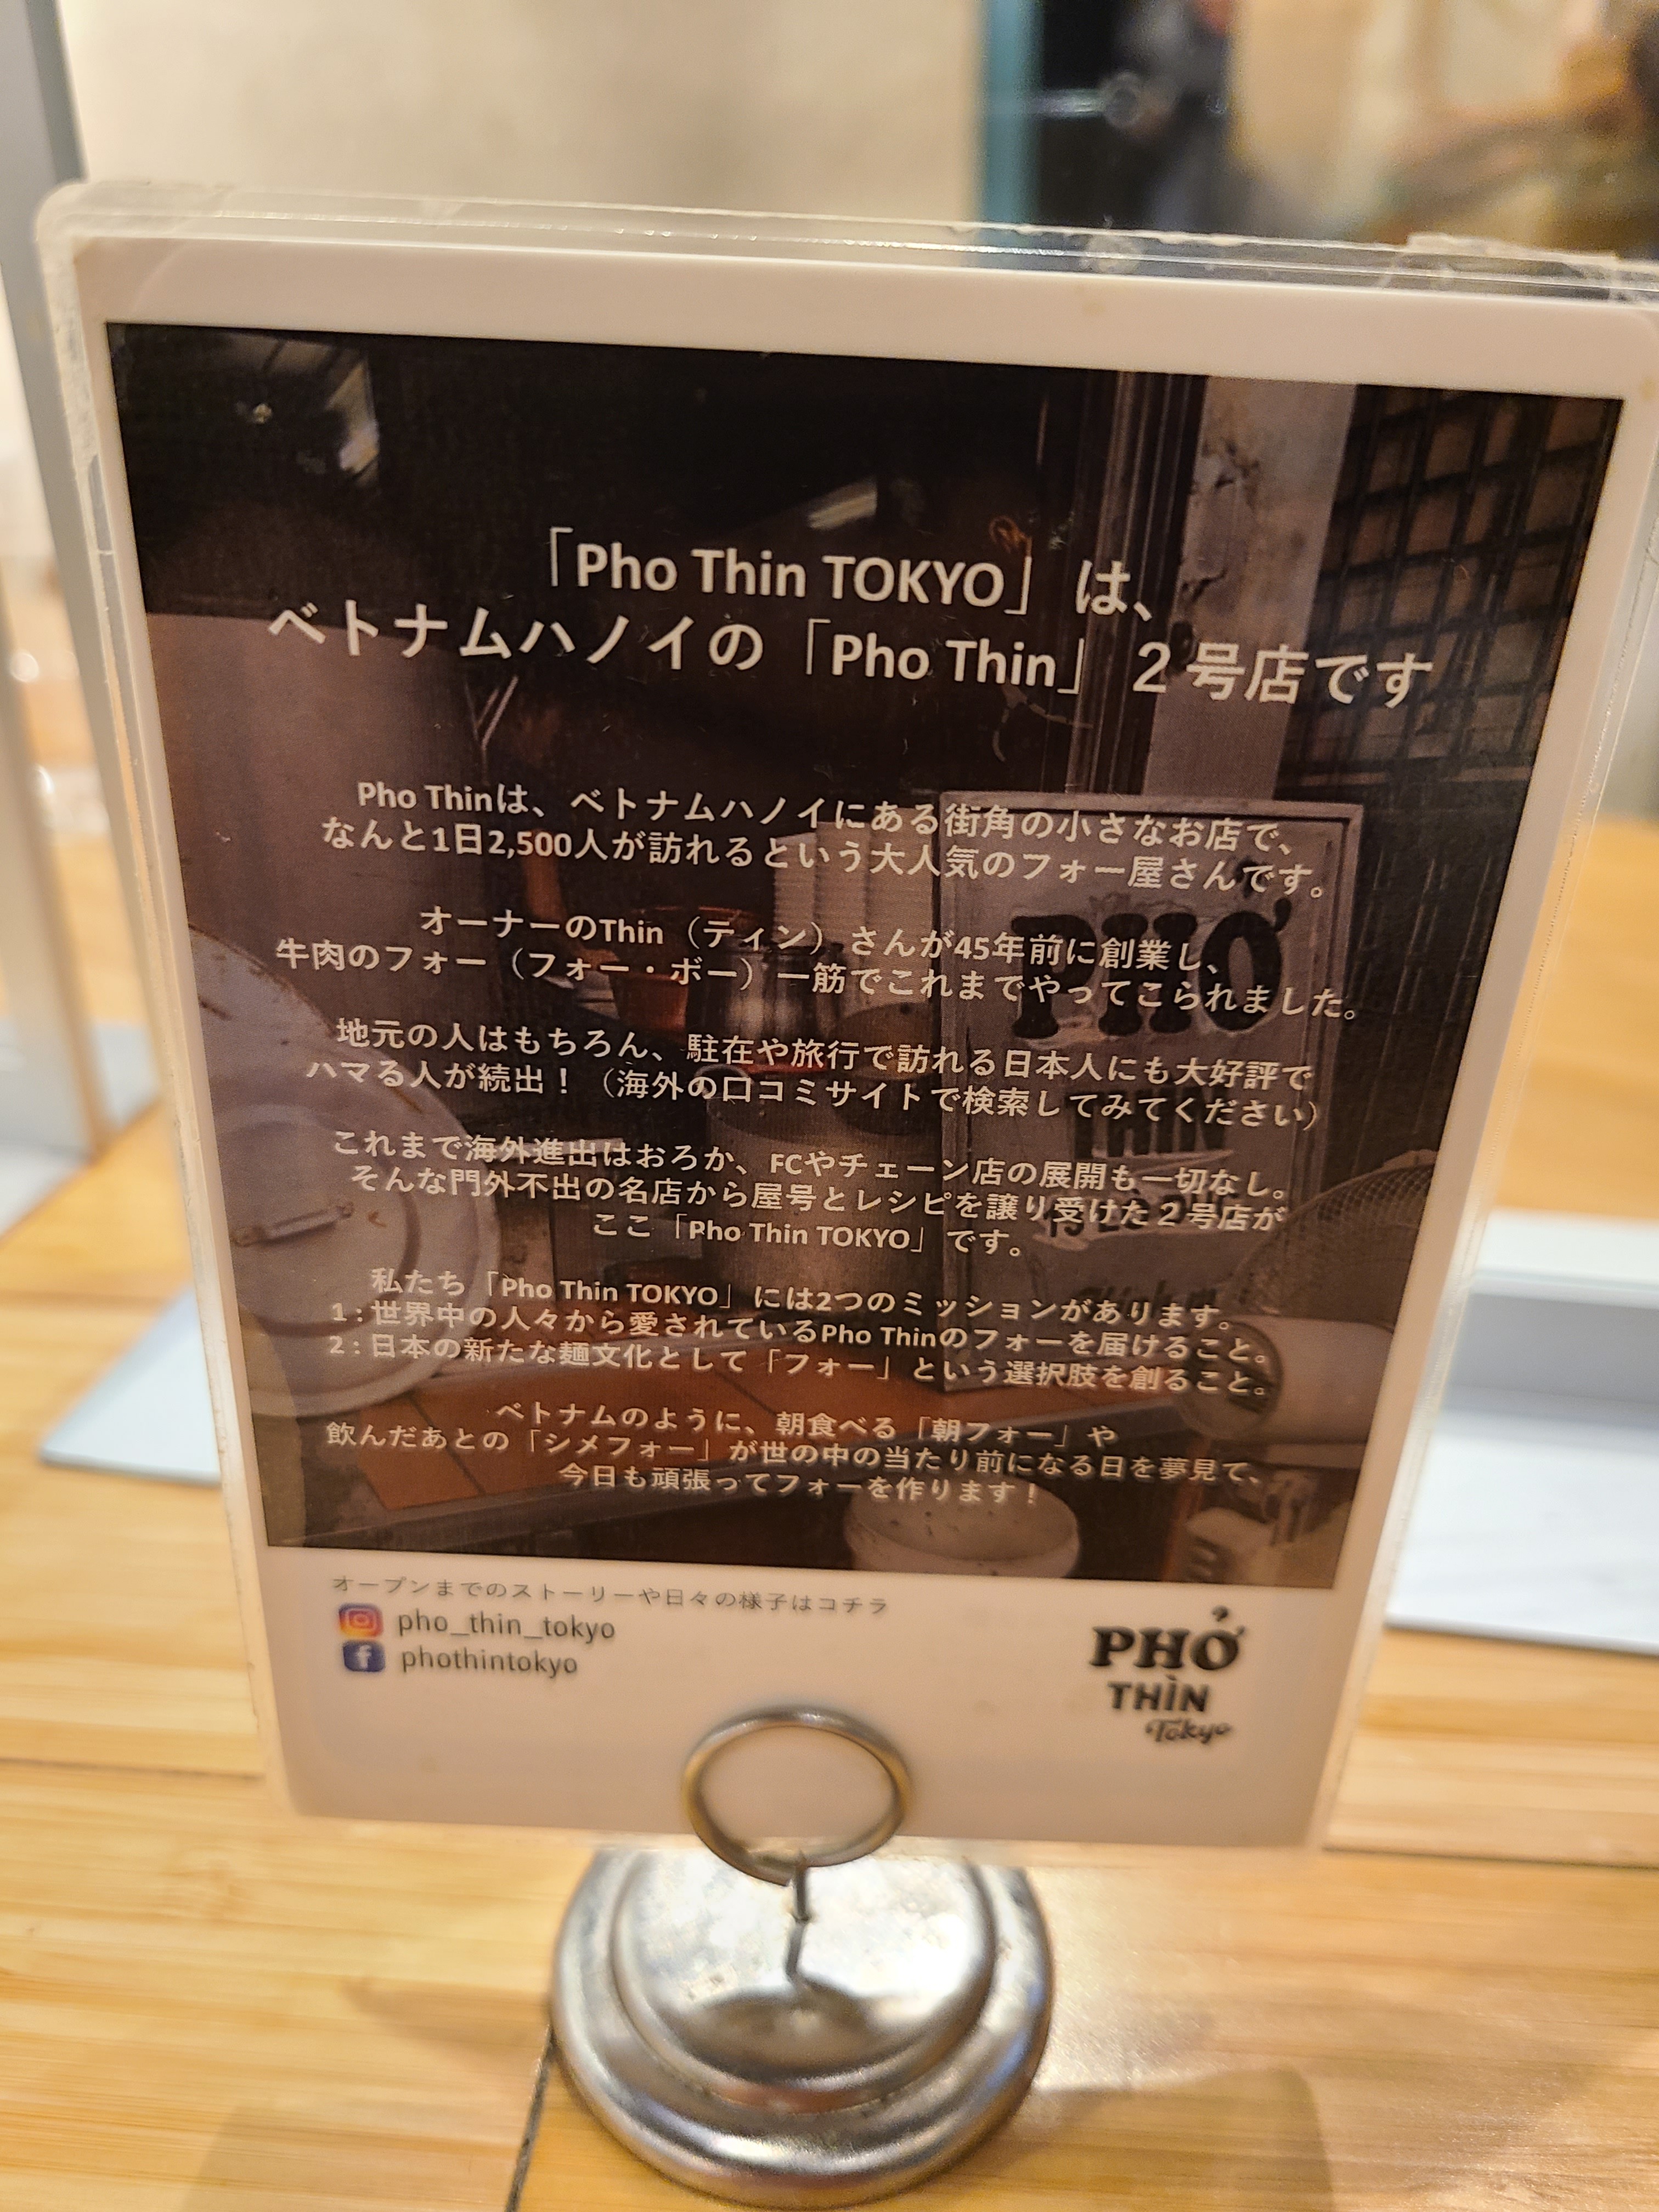 「Pho Thin TOKYO」は、
ベトナムハノイの「Pho Thin」２号店です
Pho Thinは、ベトナムハノイにある街角の小さなお店で、
なんと1日2,500人が訪れるという大人気のフォー屋さんです。
オーナーのThin（ティン）さんが45年前に創業し、
牛肉のフォー（フォー・ボー）一筋でこれまでやってこられました。
地元の人はもちろん、駐在や旅行で訪れる日本人にも大好評で
ハマる人が続出！（海外の口コミサイトで検索してみてください）
これまで海外進出はおろか、FCやチェーン店の展開も一切なし。
そんな門外不出の名店から屋号とレシピを譲り受けた２号店が
ここ「Pho Thin TOKYO」です。
私たち「Pho Thin TOKYO」には2つのミッションがあります。
1：世界中の人々から愛されているPho Thinのフォーを届けること。
2：日本の新たな麺文化として「フォー」という選択肢を創ること。
ベトナムのように、朝食べる「朝フォー」や
飲んだあとの「シメフォー」が世の中の当たり前になる日を夢見て、
今日も頑張ってフォーを作ります！
PHỞ
THIN
オープンまでのストーリーや日々の様子はコチラ
pho_thin_tokyo
phothintokyo
PHỞ
THÌN
Tokyo